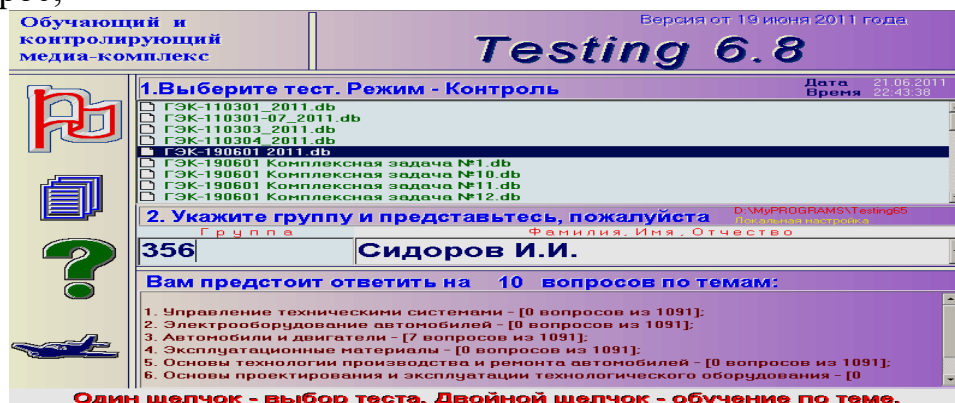 Обучающий и
контролирующий
медиа-комплекс
Версия от 19 июня 2011 года
Testing 6.8
1.Выберите тест. Режим - Контроль
Дата 21.06.2011
Время 22:43:38
ГЭК-110301_2011.db
ГЭК-110301-07_2011.db
ГЭК-110303_2011.db
ГЭК-110304_2011.db
ГЭК-190601 2011.db
ГЭК-190601 Комплексная задача №1.db
ГЭК-190601 Комплексная задача №10.db
ГЭК-190601 Комплексная задача №11.db
ГЭК-190601 Комплексная задача №12.db
2. Укажите группу и представьтесь, пожалуйста
D:\MyPROGRAMS\Testing65
Локальная настройка
Группа Фамилия, Имя, Отчество
356 Сидоров И.И.
Вам предстоит ответить на 10 вопросов по темам:
1. Управление техническими системами - [0 вопросов из 1091];
2. Электрооборудование автомобилей - [0 вопросов из 1091];
3. Автомобили и двигатели - [7 вопросов из 1091];
4. Эксплуатационные материалы - [0 вопросов из 1091];
5. Основы технологии производства и ремонта автомобилей - [0 вопросов из 1091];
6. Основы проектирования и эксплуатации технологического оборудования - [0
Один щелчок - выбор теста. Двойной щелчок - обучение по теме.